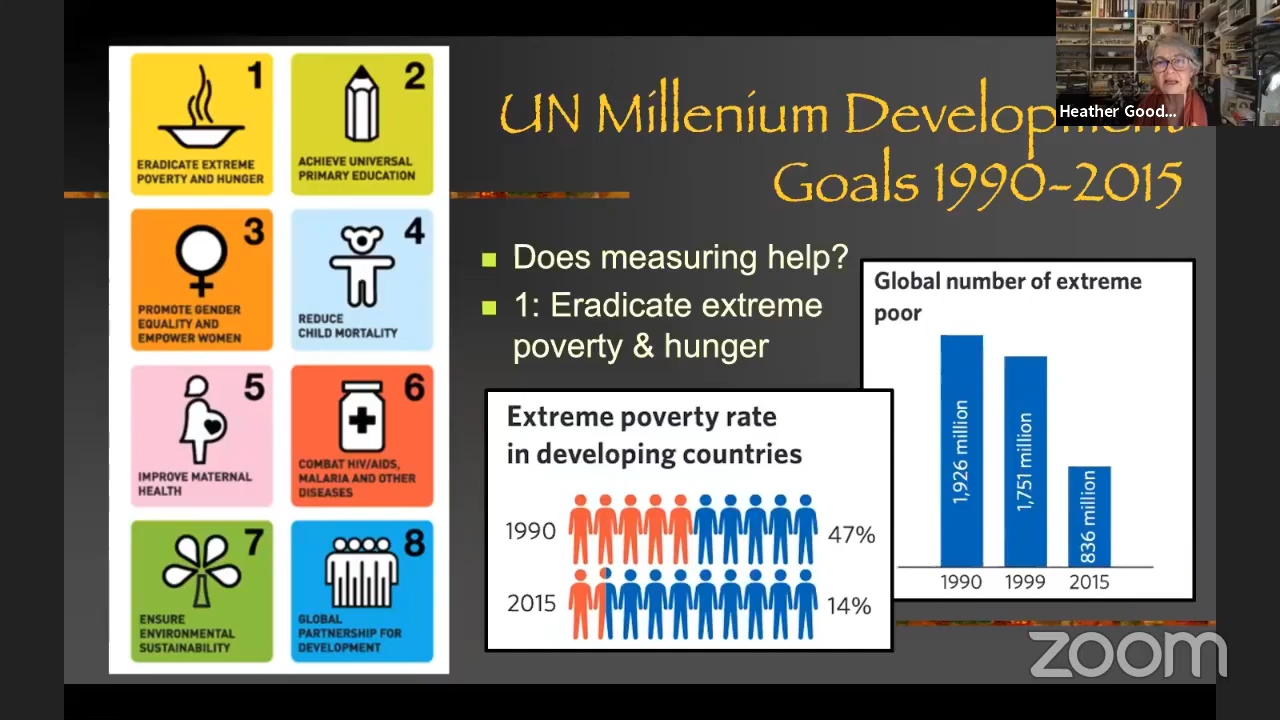 1
ERADICATE EXTREME
POVERTY AND HUNGER
2
ACHIEVE UNIVERSAL
PRIMARY EDUCATION
3
PROMOTE GENDER
EQUALITY AND
EMPOWER WOMEN
4
REDUCE
CHILD MORTALITY
5
IMPROVE MATERNAL
HEALTH
6
COMBAT HIV/AIDS,
MALARIA AND OTHER
DISEASES
7
ENSURE
ENVIRONMENTAL
SUSTAINABILITY
8
GLOBAL
PARTNERSHIP FOR
DEVELOPMENT
UN Millenium Development
Goals 1990-2015
Heather Good...
Does measuring help?
1: Eradicate extreme
poverty & hunger
Extreme poverty rate
in developing countries
1990
47%
2015
14%
Global number of extreme
poor
1,926 million
1,751 million
836 million
1990 1999 2015
zoom